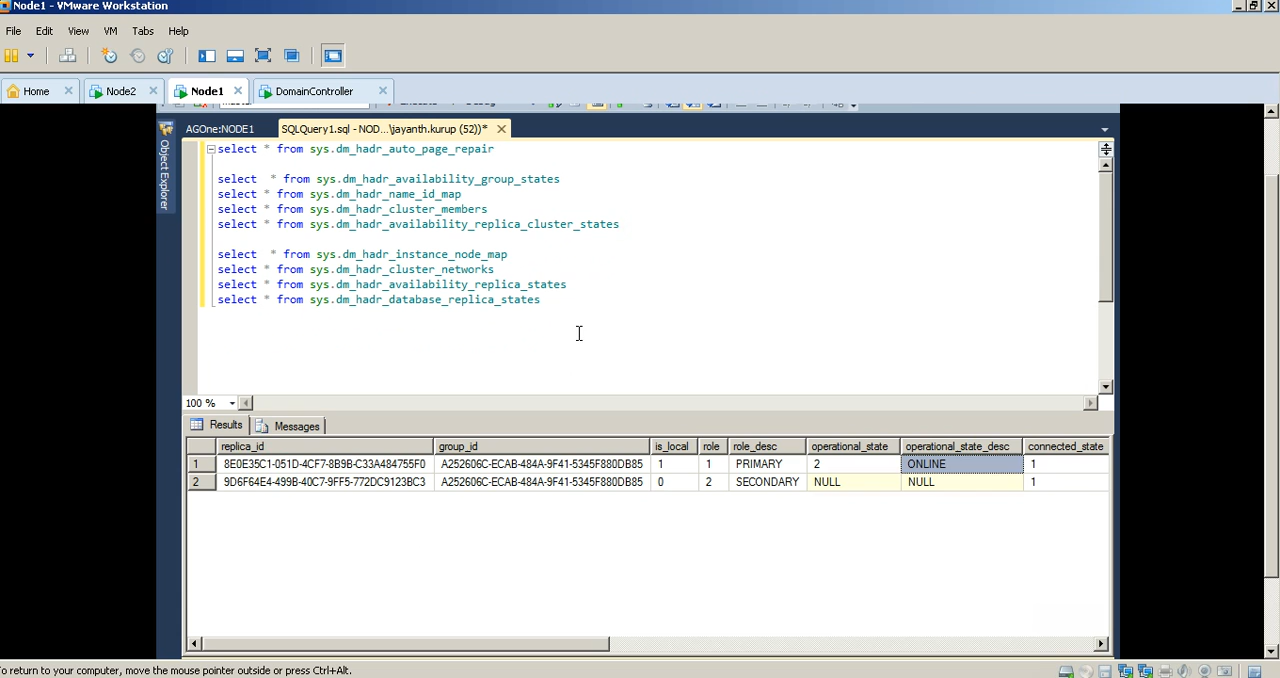 Node1 - VMware Workstation
File Edit View VM Tabs Help
Home Node2 Node1 DomainController
AGOne:NODE1 SQLQuery1.sql - NOD...\jayanth.kurup (52))*
Object Explorer
select * from sys.dm_hadr_auto_page_repair
select * from sys.dm_hadr_availability_group_states
select * from sys.dm_hadr_name_id_map
select * from sys.dm_hadr_cluster_members
select * from sys.dm_hadr_availability_replica_cluster_states
select * from sys.dm_hadr_instance_node_map
select * from sys.dm_hadr_cluster_networks
select * from sys.dm_hadr_availability_replica_states
select * from sys.dm_hadr_database_replica_states
100 %
Results Messages
replica_id group_id is_local role role_desc operational_state operational_state_desc connected_state
1 8E0E35C1-051D-4CF7-8B9B-C33A484755F0 A252606C-ECAB-484A-9F41-5345F880DB85 1 1 PRIMARY 2 ONLINE 1
2 9D6F64E4-499B-40C7-9FF5-772DC9123BC3 A252606C-ECAB-484A-9F41-5345F880DB85 0 2 SECONDARY NULL NULL 1
o return to your computer, move the mouse pointer outside or press Ctrl+Alt.